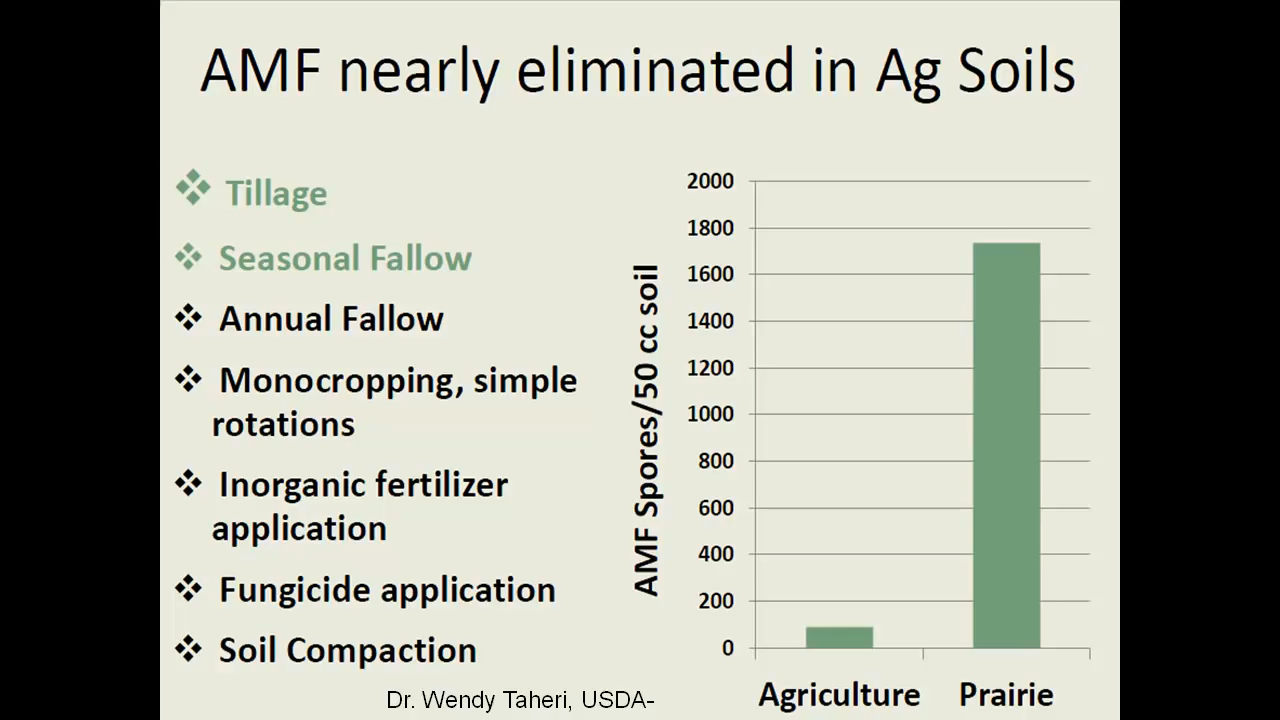 AMF nearly eliminated in Ag Soils
Tillage
Seasonal Fallow
Annual Fallow
Monocropping, simple
rotations
Inorganic fertilizer
application
Fungicide application
Soil Compaction
AMF Spores/50 cc soil
2000
1800
1600
1400
1200
1000
800
600
400
200
0
Agriculture Prairie
Dr. Wendy Taheri, USDA-